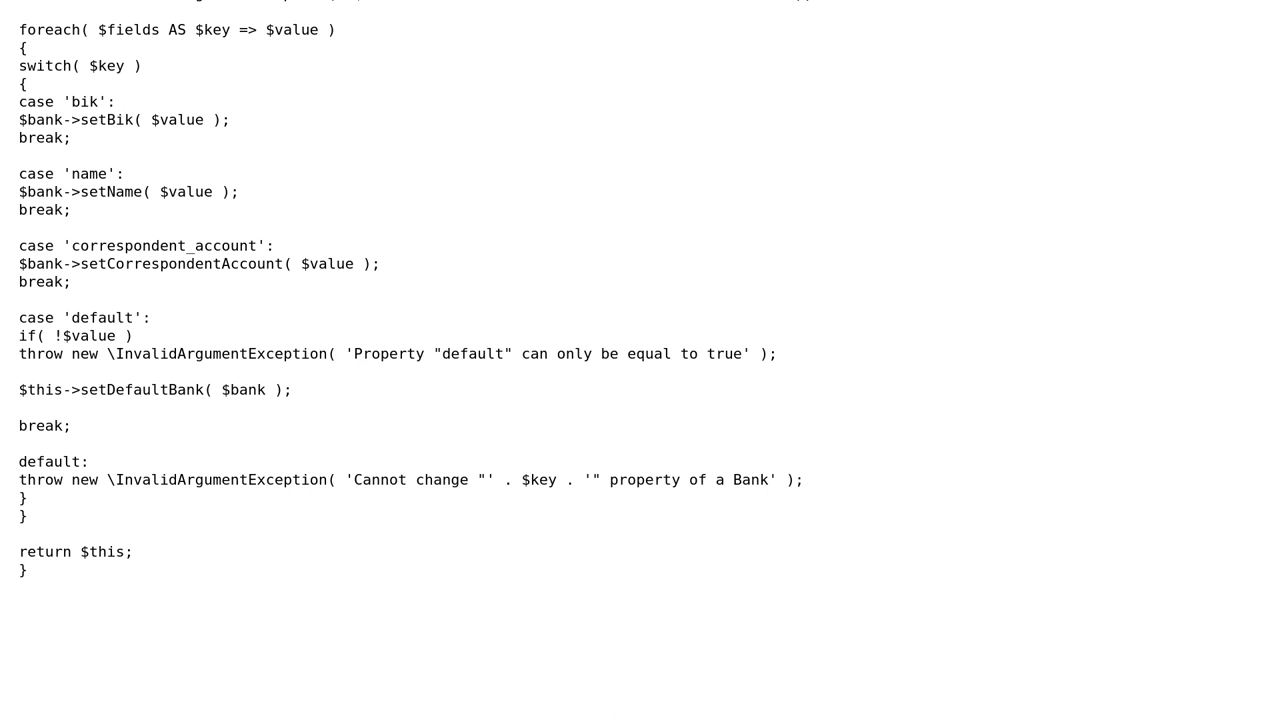 foreach( $fields AS $key => $value )
{
switch( $key )
{
case 'bik':
$bank->setBik( $value );
break;
case 'name':
$bank->setName( $value );
break;
case 'correspondent_account':
$bank->setCorrespondentAccount( $value );
break;
case 'default':
if( !$value )
throw new \InvalidArgumentException( 'Property "default" can only be equal to true' );
$this->setDefaultBank( $bank );
break;
default:
throw new \InvalidArgumentException( 'Cannot change "' . $key . '" property of a Bank' );
}
}
return $this;
}